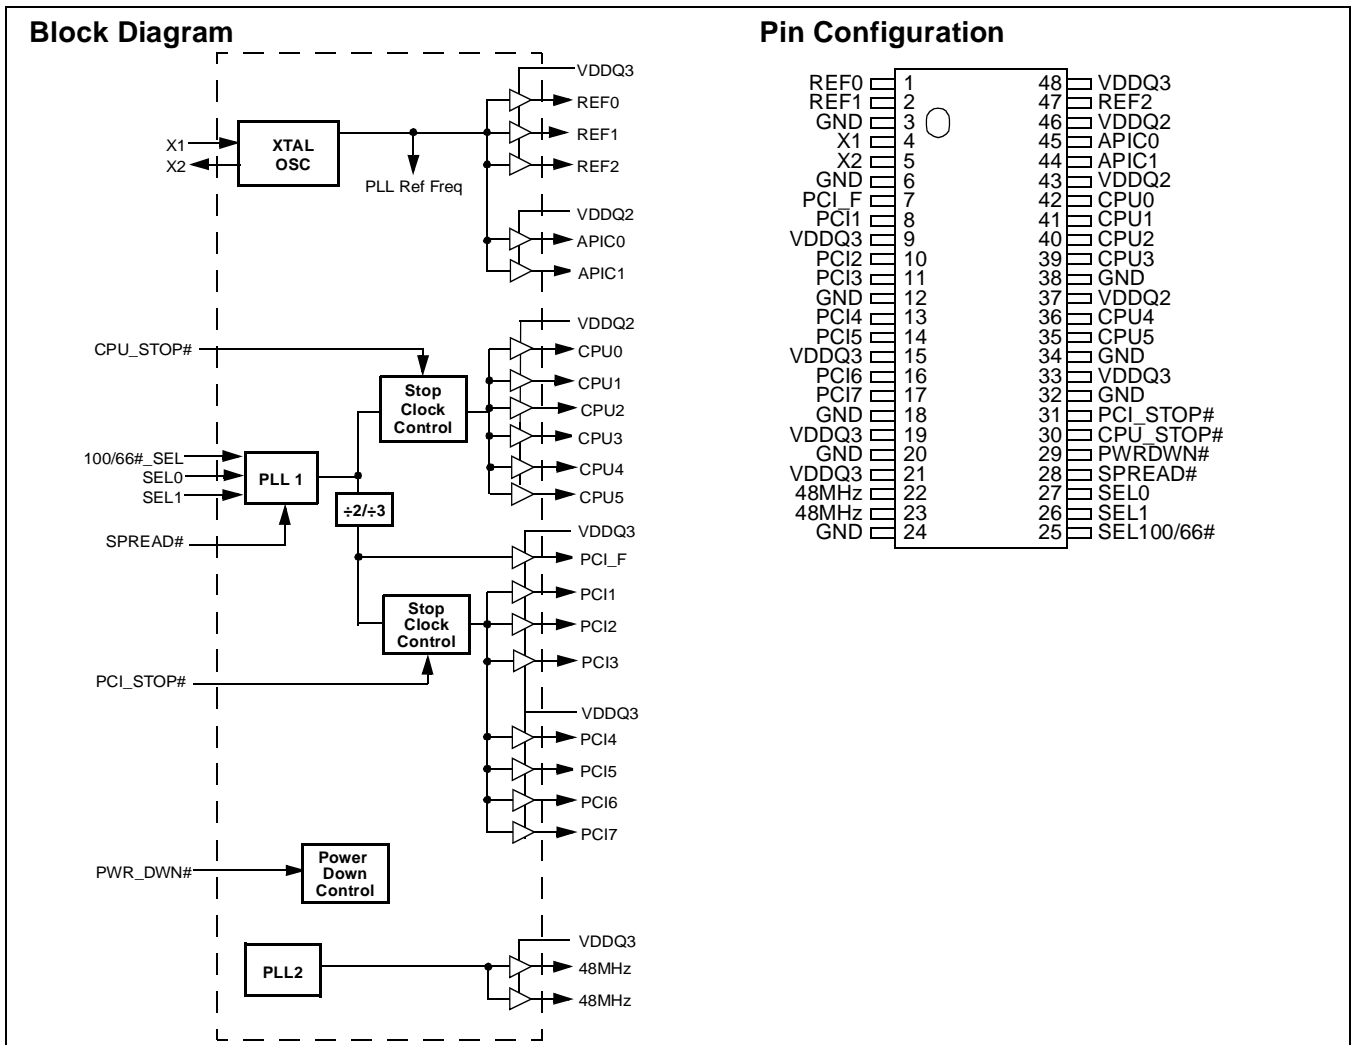 Block Diagram
VDDQ3
REF0
REF1
REF2
X1
X2
XTAL
OSC
PLL Ref Freq
VDDQ2
APIC0
APIC1
VDDQ2
CPU_STOP#
CPU0
CPU1
CPU2
CPU3
CPU4
CPU5
Stop
Clock
Control
100/66#_SEL
SEL0
SEL1
PLL 1
÷2/÷3
SPREAD#
VDDQ3
PCI_F
PCI1
PCI2
PCI3
Stop
Clock
Control
PCI_STOP#
VDDQ3
PCI4
PCI5
PCI6
PCI7
PWR_DWN#
Power
Down
Control
VDDQ3
PLL2
48MHz
48MHz
Pin Configuration
REF0 1 48 VDDQ3
REF1 2 47 REF2
GND 3 46 VDDQ2
X1 4 45 APIC0
X2 5 44 APIC1
GND 6 43 VDDQ2
PCI_F 7 42 CPU0
PCI1 8 41 CPU1
VDDQ3 9 40 CPU2
PCI2 10 39 CPU3
PCI3 11 38 GND
GND 12 37 VDDQ2
PCI4 13 36 CPU4
PCI5 14 35 CPU5
VDDQ3 15 34 GND
PCI6 16 33 VDDQ3
PCI7 17 32 GND
GND 18 31 PCI_STOP#
VDDQ3 19 30 CPU_STOP#
GND 20 29 PWRDWN#
VDDQ3 21 28 SPREAD#
48MHz 22 27 SEL0
48MHz 23 26 SEL1
GND 24 25 SEL100/66#